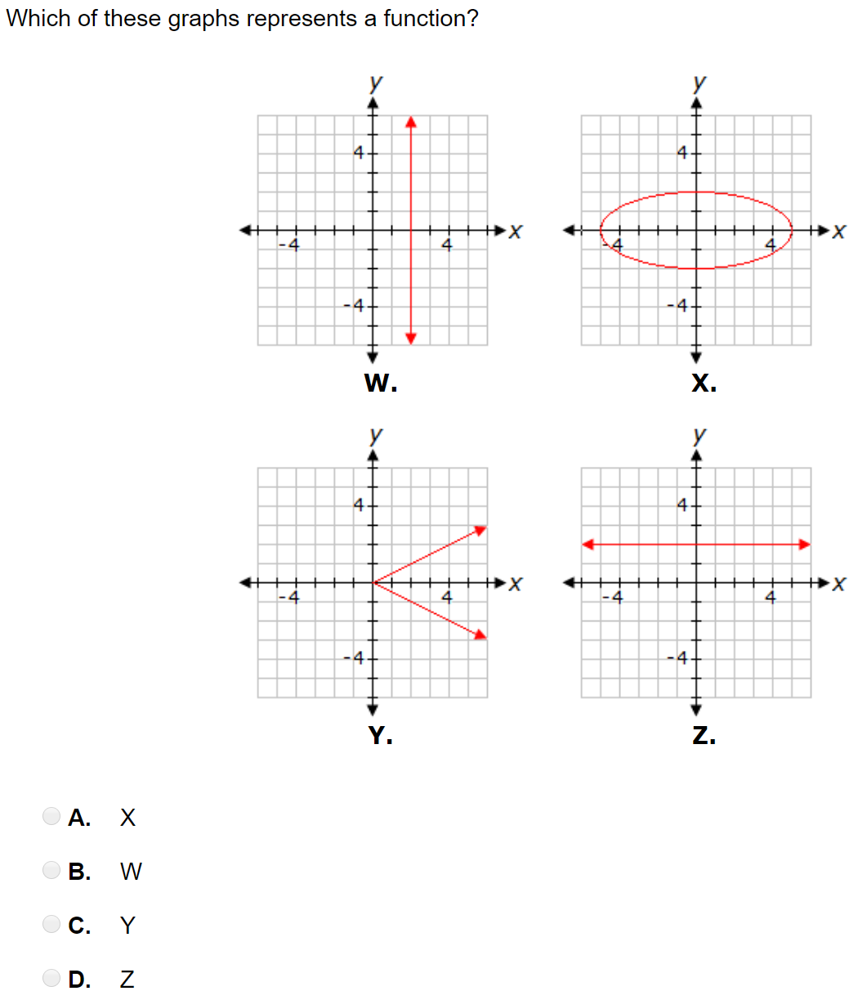 Which of these graphs represents a function?
y y
4 4
-4 4 x -4 4 x
-4 -4
W. X.
y y
4 4
-4 4 x -4 4 x
-4 -4
Y. Z.
A. X
B. W
C. Y
D. Z